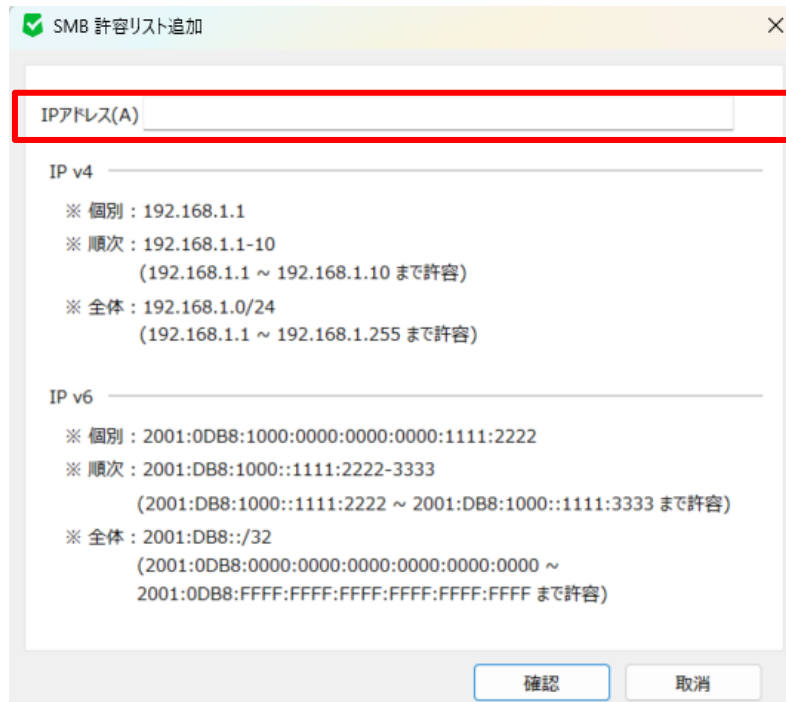 SMB 許容リスト追加
IPアドレス(A)
IP v4
※ 個別 : 192.168.1.1
※ 順次 : 192.168.1.1-10
(192.168.1.1 ~ 192.168.1.10 まで許容)
※ 全体 : 192.168.1.0/24
(192.168.1.1 ~ 192.168.1.255 まで許容)
IP v6
※ 個別 : 2001:0DB8:1000:0000:0000:0000:1111:2222
※ 順次 : 2001:DB8:1000::1111:2222-3333
(2001:DB8:1000::1111:2222 ~ 2001:DB8:1000::1111:3333 まで許容)
※ 全体 : 2001:DB8::/32
(2001:0DB8:0000:0000:0000:0000:0000:0000 ~
2001:0DB8:FFFF:FFFF:FFFF:FFFF:FFFF:FFFF まで許容)
確認 取消